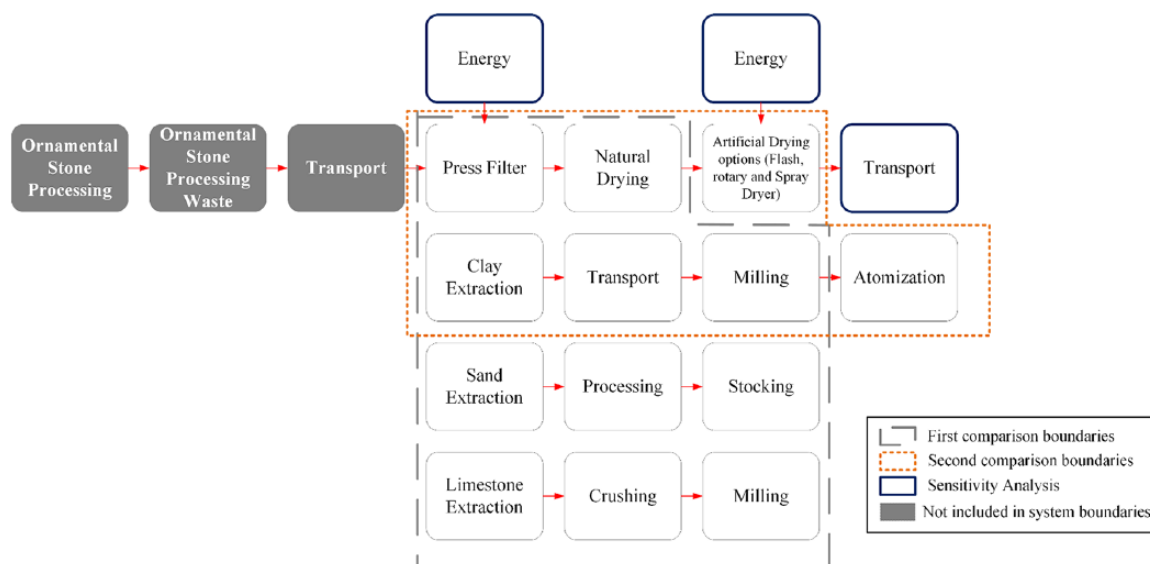 Energy
Energy
Ornamental
Stone
Processing
Ornamental
Stone
Processing
Waste
Transport
Press Filter
Natural
Drying
Artificial Drying
options (Flash,
rotary and Spray
Dryer)
Transport
Clay
Extraction
Transport
Milling
Atomization
Sand
Extraction
Processing
Stocking
Limestone
Extraction
Crushing
Milling
First comparison boundaries
Second comparison boundaries
Sensitivity Analysis
Not included in system boundaries